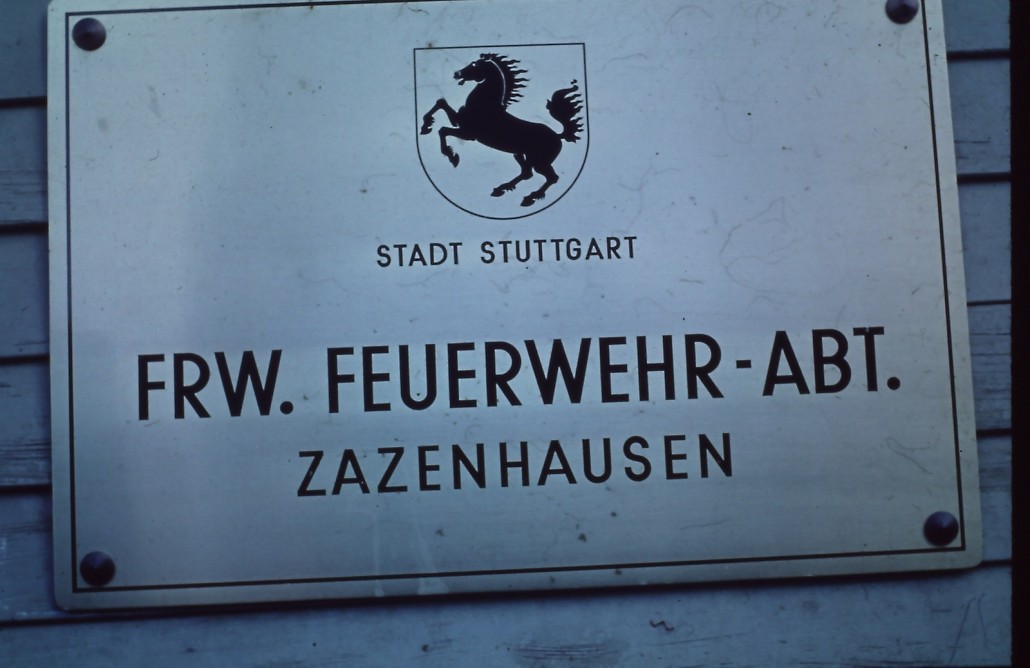 STADT STUTTGART
FRW. FEUERWEHR-ABT.
ZAZENHAUSEN